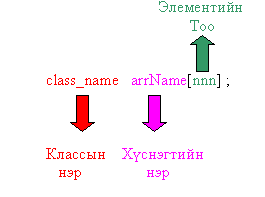 Элементийн
Тоо
class_name arrName[nnn] ;
Классын Хүснэгтийн
нэр нэр